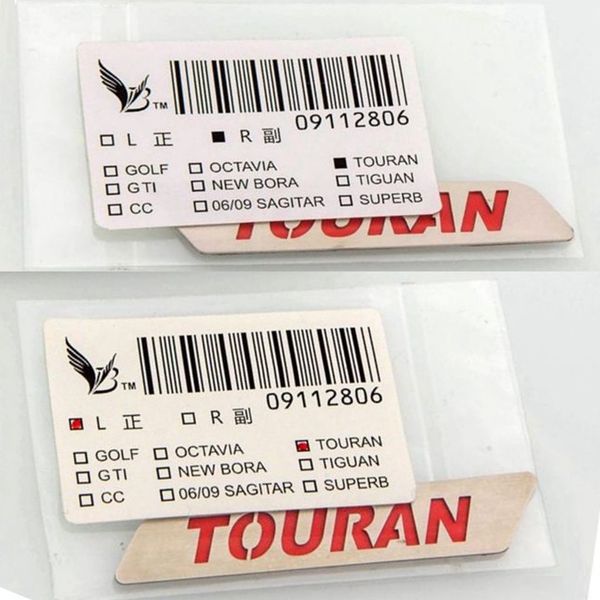 TM
09112806
□ L 正 ■ R 副
□ GOLF □ OCTAVIA ■ TOURAN
□ GTI □ NEW BORA □ TIGUAN
□ CC □ 06/09 SAGITAR □ SUPERB
TOURAN
TM
09112806
■ L 正 □ R 副
□ GOLF □ OCTAVIA ■ TOURAN
□ GTI □ NEW BORA □ TIGUAN
□ CC □ 06/09 SAGITAR □ SUPERB
TOURAN